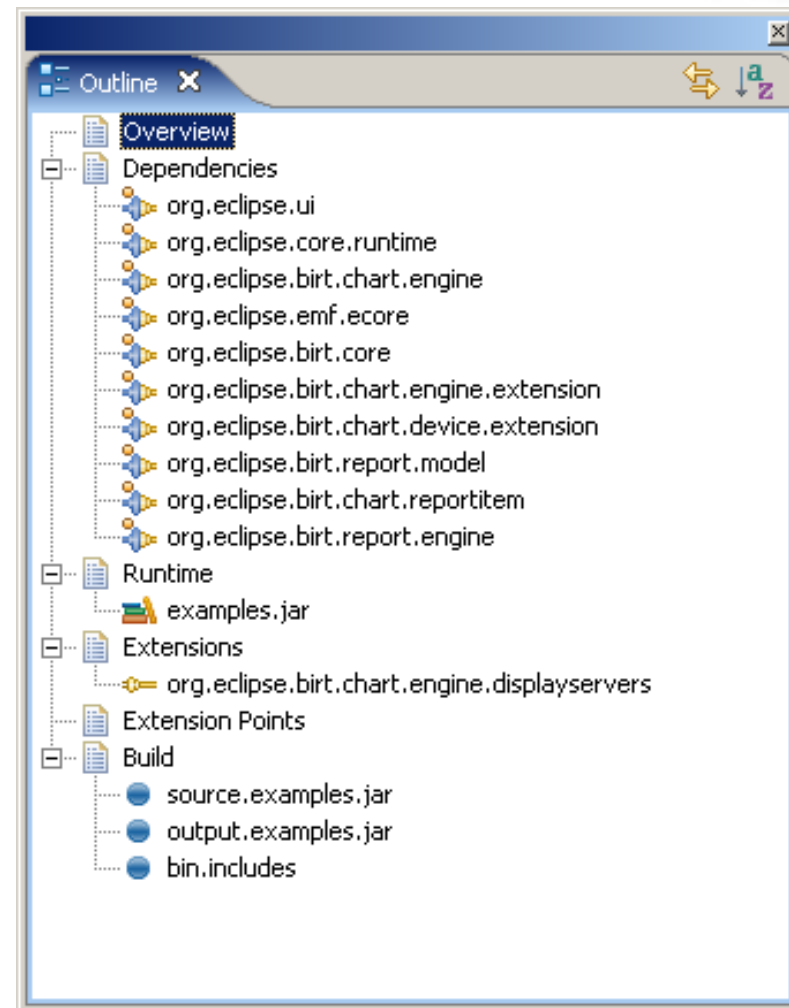 Outline
a
z
Overview
Dependencies
org.eclipse.ui
org.eclipse.core.runtime
org.eclipse.birt.chart.engine
org.eclipse.emf.ecore
org.eclipse.birt.core
org.eclipse.birt.chart.engine.extension
org.eclipse.birt.chart.device.extension
org.eclipse.birt.report.model
org.eclipse.birt.chart.reportitem
org.eclipse.birt.report.engine
Runtime
examples.jar
Extensions
org.eclipse.birt.chart.engine.displayservers
Extension Points
Build
source.examples.jar
output.examples.jar
bin.includes